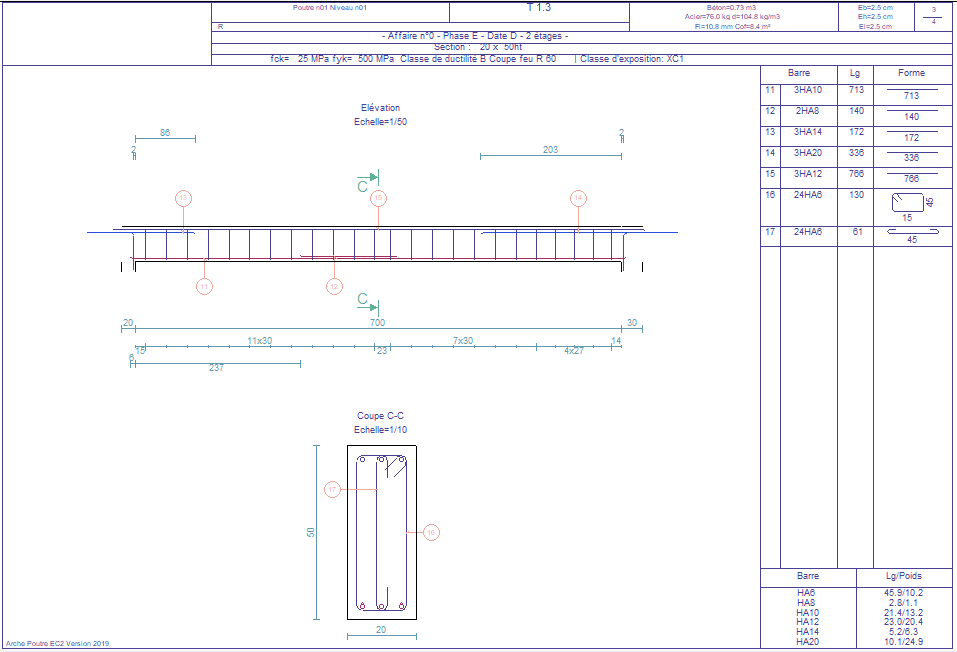 Poutre n01 Niveau n01
T 1.3
Béton=0.73 m3
Acier=76.0 kg d=104.8 kg/m3
Fl=10.8 mm Cof=8.4 m²
Eb=2.5 cm
Eh=2.5 cm
El=2.5 cm
3
4
R
- Affaire n°0 - Phase E - Date D - 2 étages -
Section : 20 x 50ht
fck= 25 MPa fyk= 500 MPa Classe de ductilité B Coupe feu R 60 | Classe d'exposition: XC1
Barre Lg Forme
11 3HA10 713 713
12 2HA8 140 140
13 3HA14 172 172
14 3HA20 336 336
15 3HA12 766 766
16 24HA6 130 45
15
17 24HA6 61 45
Elévation
Echelle=1/50
86
2
203
2
C
13
15
14
11
12
C
20 700 30
15 11x30 23 7x30 4x27 14
6
237
Coupe C-C
Echelle=1/10
17
16
50
20
Barre Lg/Poids
HA6 45.9/10.2
HA8 2.8/1.1
HA10 21.4/13.2
HA12 23.0/20.4
HA14 5.2/6.3
HA20 10.1/24.9
Arche Poutre EC2 Version 2019